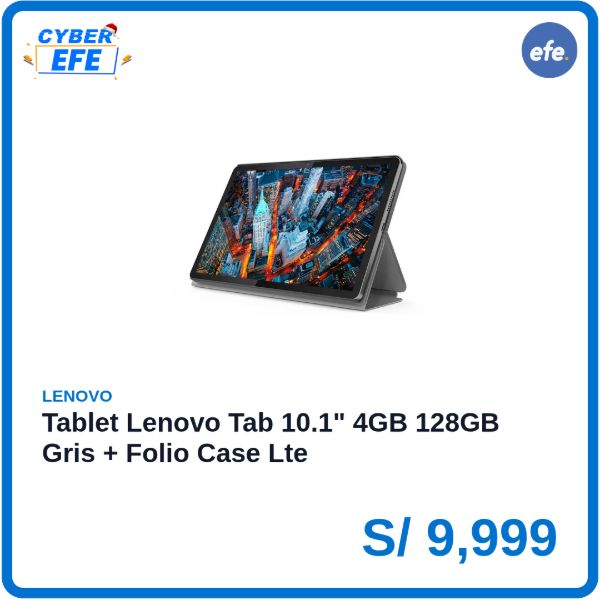 CYBER
EFE
efe.
LENOVO
Tablet Lenovo Tab 10.1" 4GB 128GB
Gris + Folio Case Lte
S/ 9,999